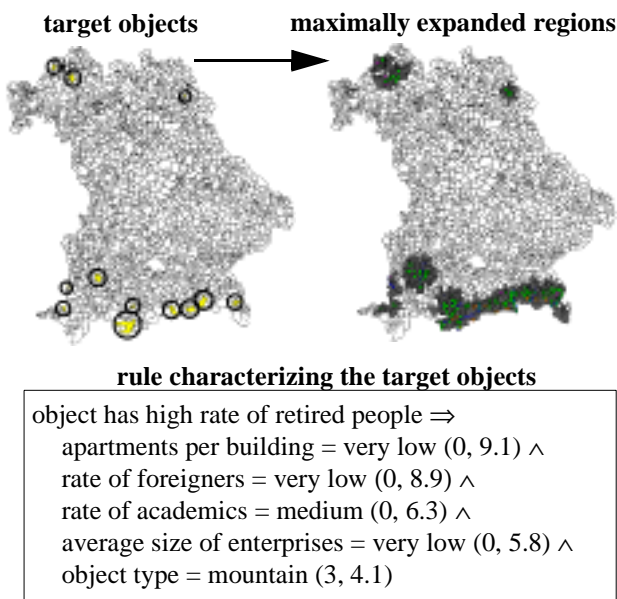 target objects
maximally expanded regions
rule characterizing the target objects
object has high rate of retired people ⇒
apartments per building = very low (0, 9.1) ∧
rate of foreigners = very low (0, 8.9) ∧
rate of academics = medium (0, 6.3) ∧
average size of enterprises = very low (0, 5.8) ∧
object type = mountain (3, 4.1)